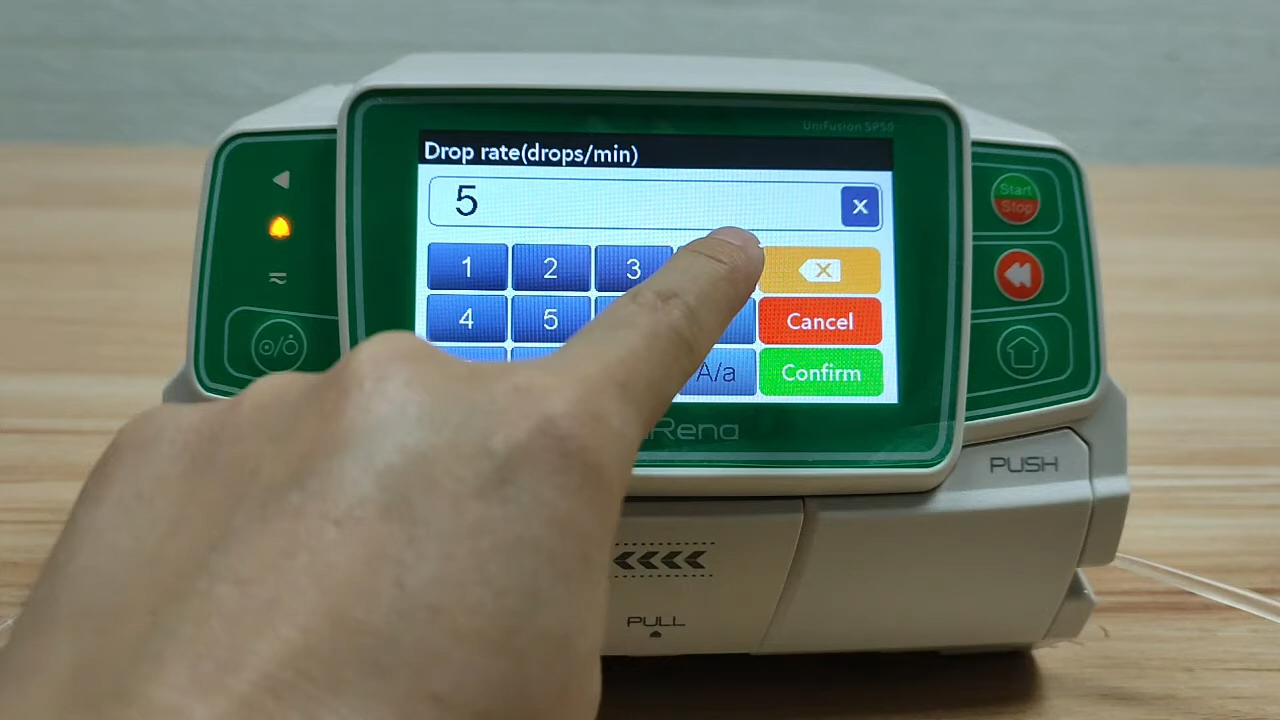 UniFusion SP50
Drop rate(drops/min)
5
X
1 2 3
4 5 Cancel
A/a Confirm
Rena
Start
Stop
PUSH
PULL